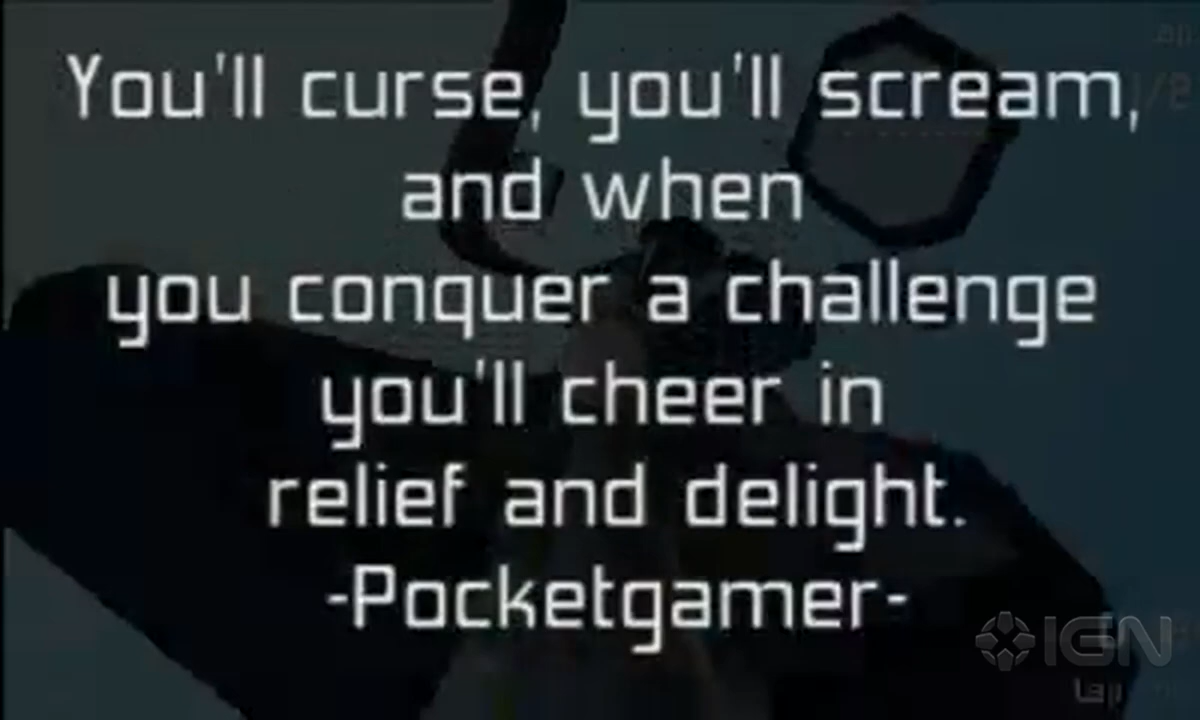 You'll curse, you'll scream,
and when
you conquer a challenge
you'll cheer in
relief and delight.
-Pocketgamer-
IGN
Lap